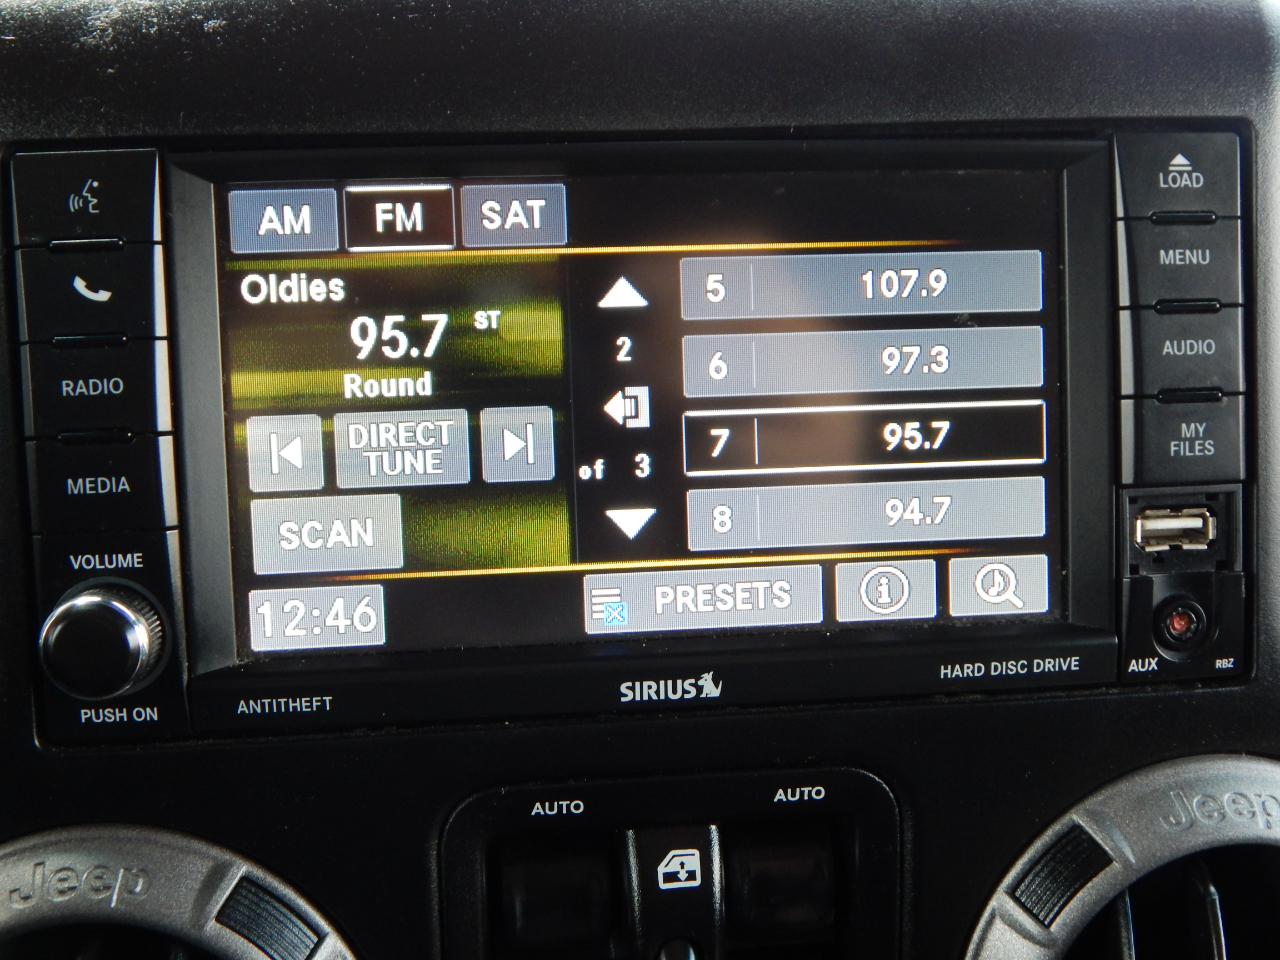 AM FM SAT
Oldies
95.7 ST
Round
DIRECT
TUNE
SCAN
12:46
2
of 3
5 107.9
6 97.3
7 95.7
8 94.7
PRESETS
RADIO
MEDIA
VOLUME
PUSH ON
LOAD
MENU
AUDIO
MY
FILES
AUX RBZ
ANTITHEFT
SIRIUS
HARD DISC DRIVE
AUTO AUTO
Jeep
Jeep